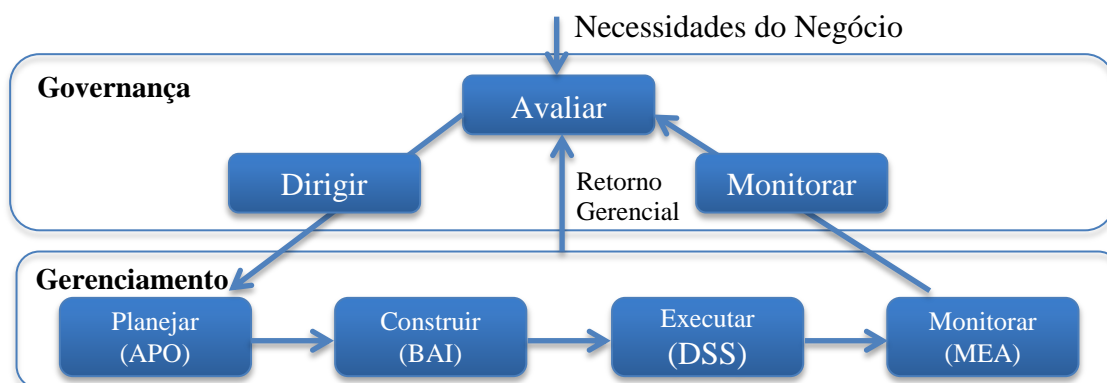 Necessidades do Negócio
Governança
Avaliar
Dirigir
Retorno
Gerencial
Monitorar
Gerenciamento
Planejar
(APO)
Construir
(BAI)
Executar
(DSS)
Monitorar
(MEA)